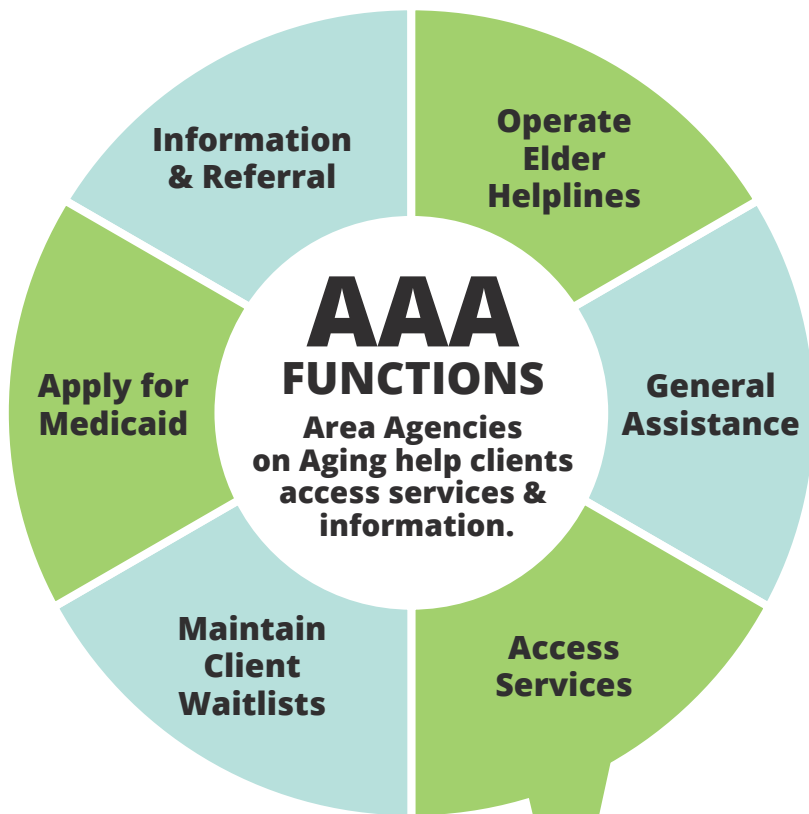 AAA
FUNCTIONS
Area Agencies
on Aging help clients
access services &
information.
Operate
Elder
Helplines
General
Assistance
Access
Services
Maintain
Client
Waitlists
Apply for
Medicaid
Information
& Referral